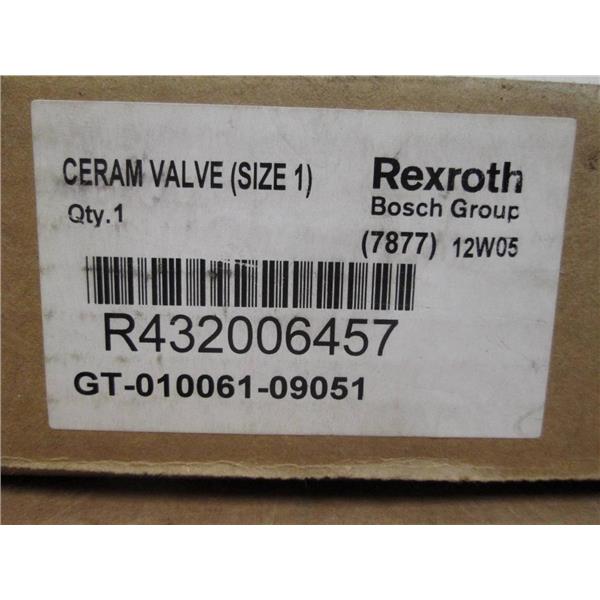 CERAM VALVE (SIZE 1)
Rexroth
Qty.1
Bosch Group
(7877) 12W05
R432006457
GT-010061-09051